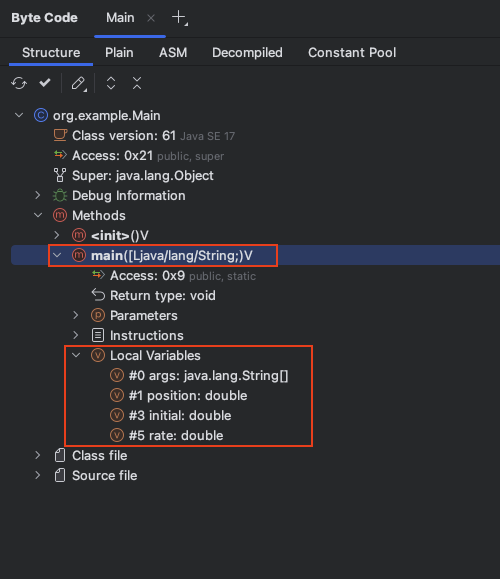 Byte Code Main
Structure Plain ASM Decompiled Constant Pool
org.example.Main
Class version: 61 Java SE 17
Access: 0x21 public, super
Super: java.lang.Object
Debug Information
Methods
<init>()V
main([Ljava/lang/String;)V
Access: 0x9 public, static
Return type: void
Parameters
Instructions
Local Variables
#0 args: java.lang.String[]
#1 position: double
#3 initial: double
#5 rate: double
Class file
Source file